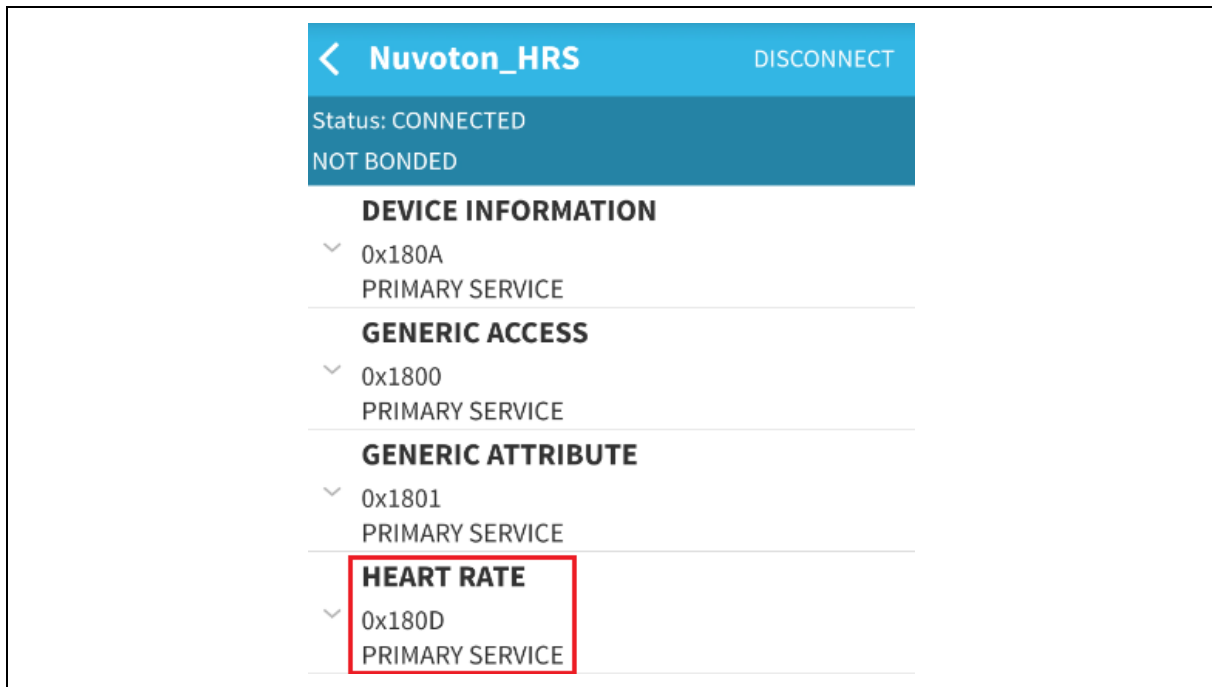 Nuvoton_HRS DISCONNECT
Status: CONNECTED
NOT BONDED
DEVICE INFORMATION
0x180A
PRIMARY SERVICE
GENERIC ACCESS
0x1800
PRIMARY SERVICE
GENERIC ATTRIBUTE
0x1801
PRIMARY SERVICE
HEART RATE
0x180D
PRIMARY SERVICE